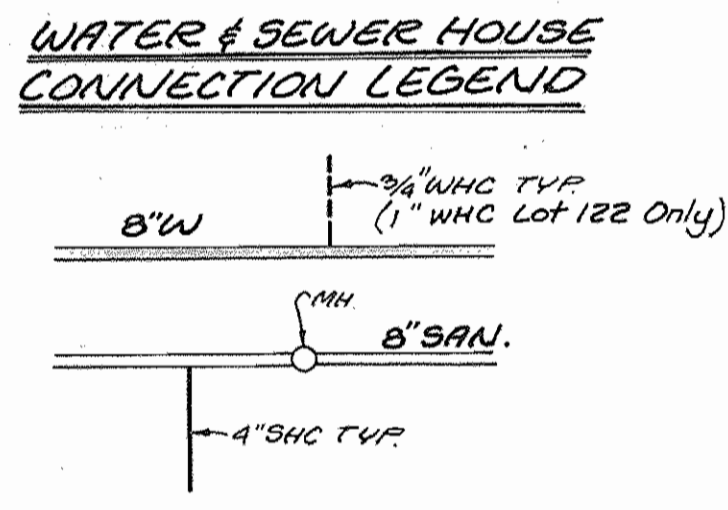 WATER & SEWER HOUSE
CONNECTION LEGEND
3/4" WHC TYP.
(1" WHC Lot 122 Only)
8"W
MH.
8"SAN.
4"SHC TYP.